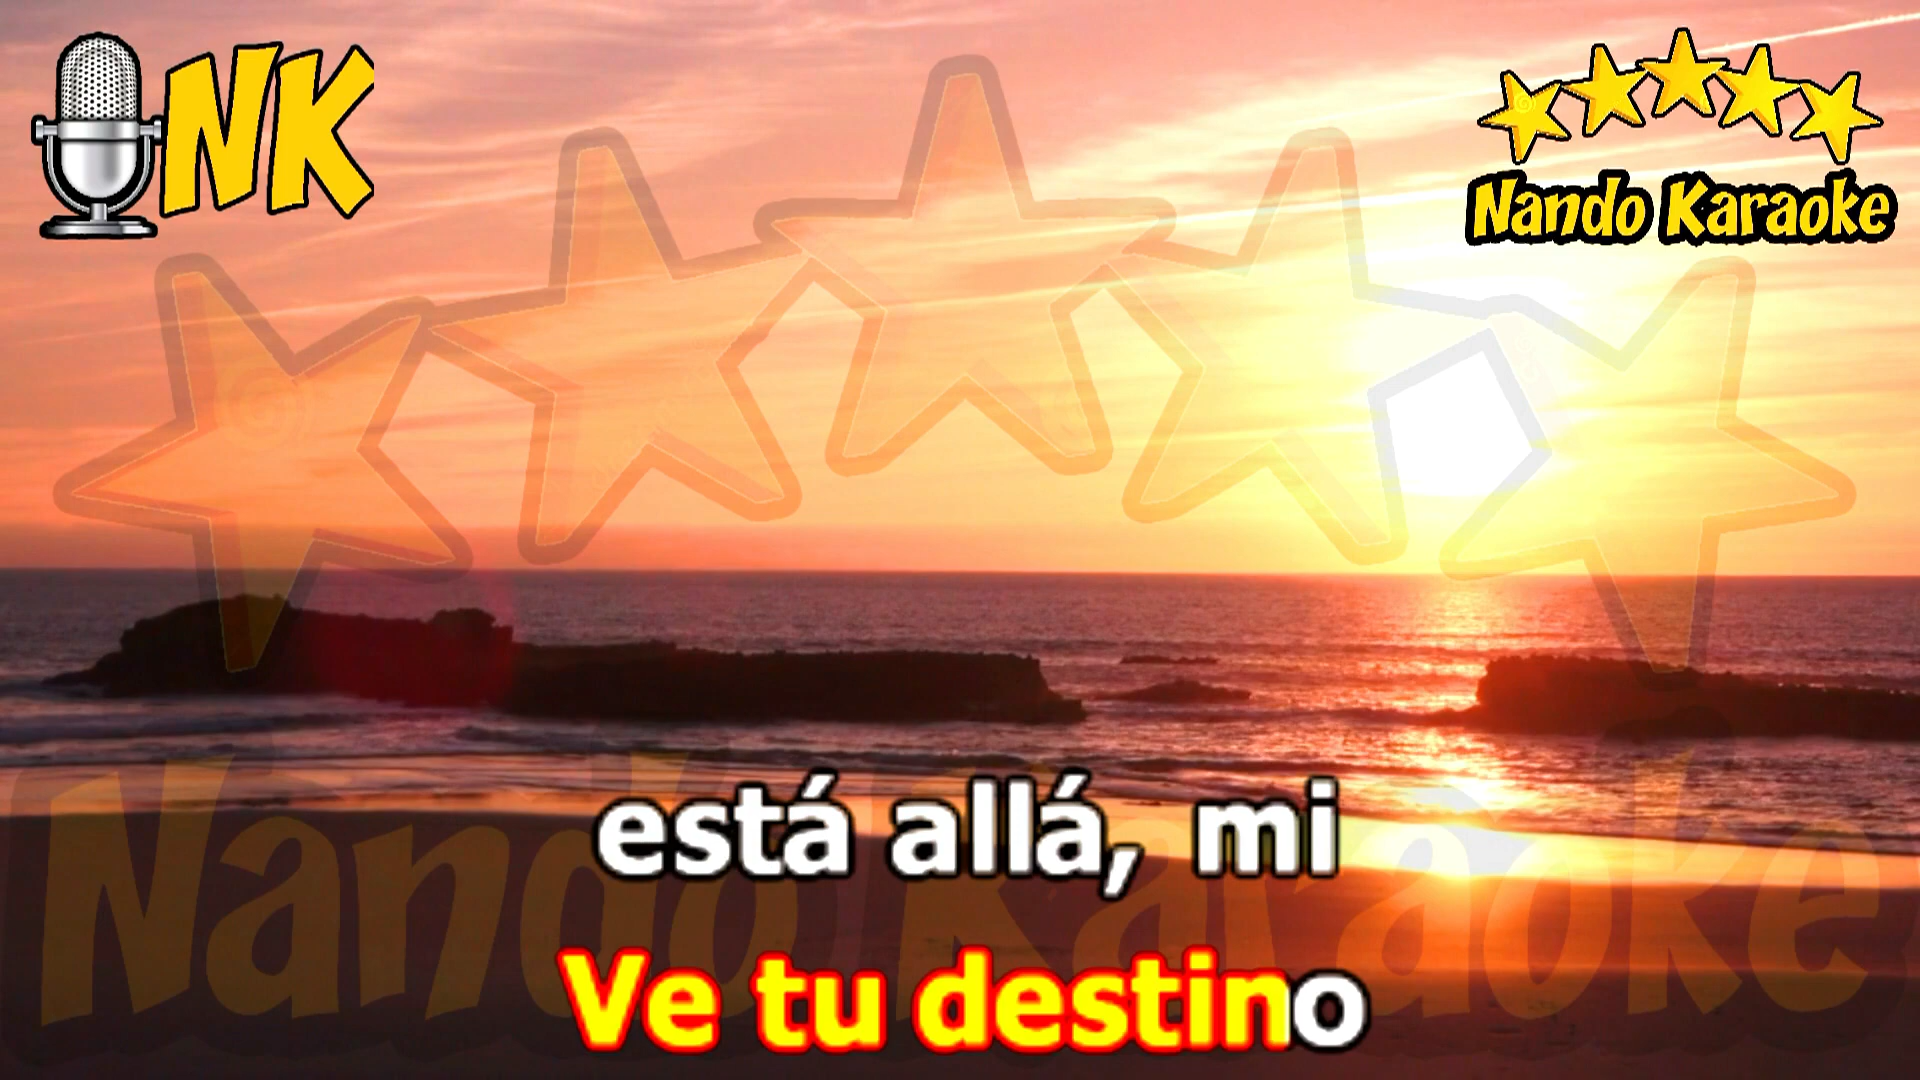 NK
Nando Karaoke
Nando Karaoke
está allá, mi
Ve tu destino